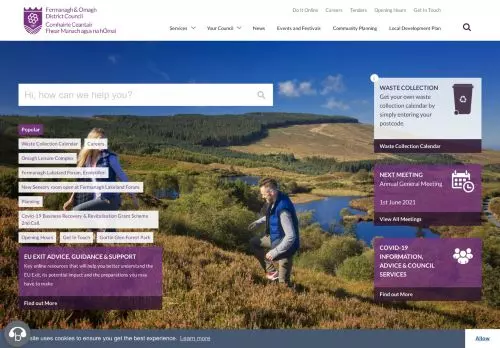 Fermanagh & Omagh
District Council
Comhairle Ceantair
Fhear Manach agus na hÓmaí
Do It Online
Careers
Tenders
Opening Hours
Get In Touch
Services
Your Council
News
Events and Festivals
Community Planning
Local Development Plan
Hi, how can we help you?
Popular
Waste Collection Calendar
Careers
Omagh Leisure Complex
Fermanagh Lakeland Forum, Enniskillen
New Sensory room open at Fermanagh Lakeland Forum
Planning
Covid-19 Business Recovery & Revitalisation Grant Scheme
2nd Call
Opening Hours
Get In Touch
Gortin Glen Forest Park
EU EXIT ADVICE, GUIDANCE & SUPPORT
Key online resources that will help you better understand the
EU Exit, its potential impact and the preparations you may
have to make
Find out More
WASTE COLLECTION
Get your own waste
collection calendar by
simply entering your
postcode.
Waste Collection Calendar
NEXT MEETING
Annual General Meeting
1st June 2021
View All Meetings
COVID-19
INFORMATION,
ADVICE & COUNCIL
SERVICES
Find out More
site uses cookies to ensure you get the best experience. Learn more
Allow